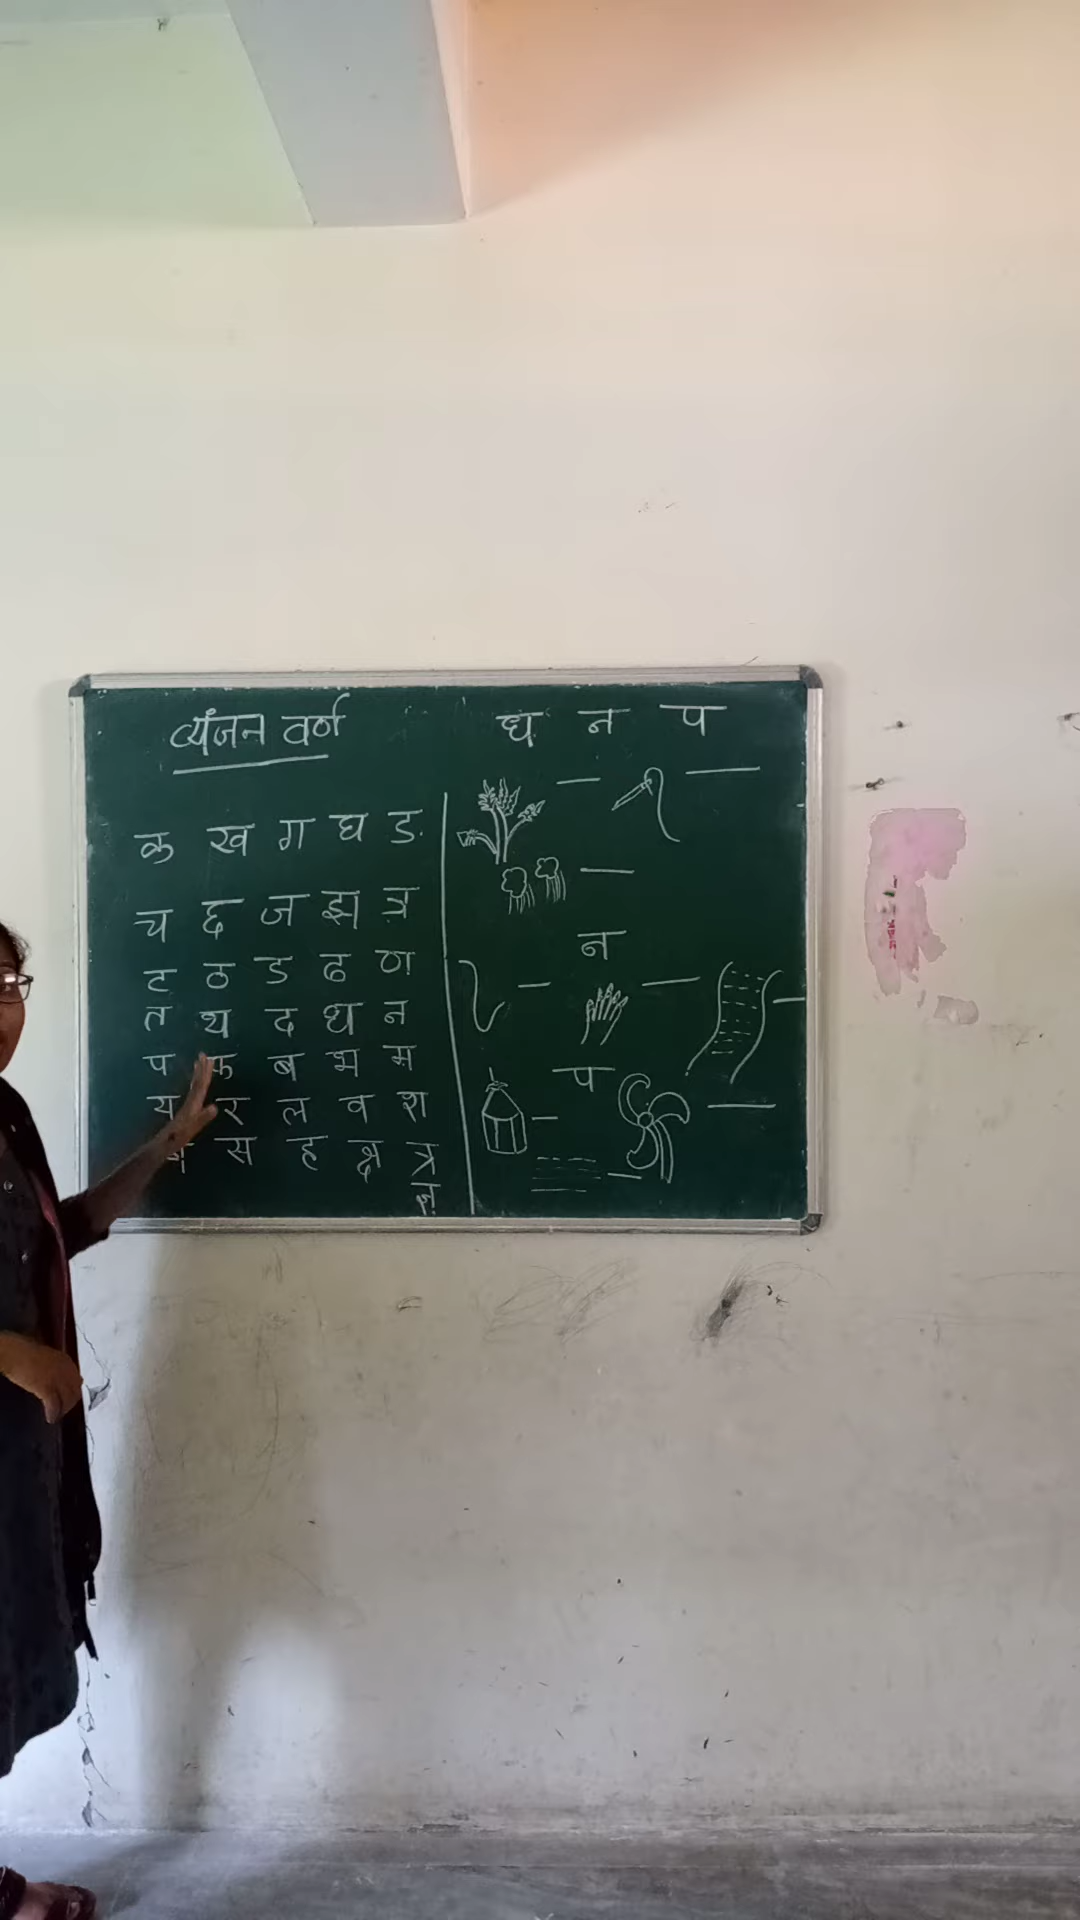 व्यंजन वर्ण
क ख ग घ ड.
च छ ज झ त्र
ट ठ ड ढ ण
त थ द ध न
प फ ब भ म
य र ल व श
स ह क्ष त्र
ज्ञ
ध न प
न
प